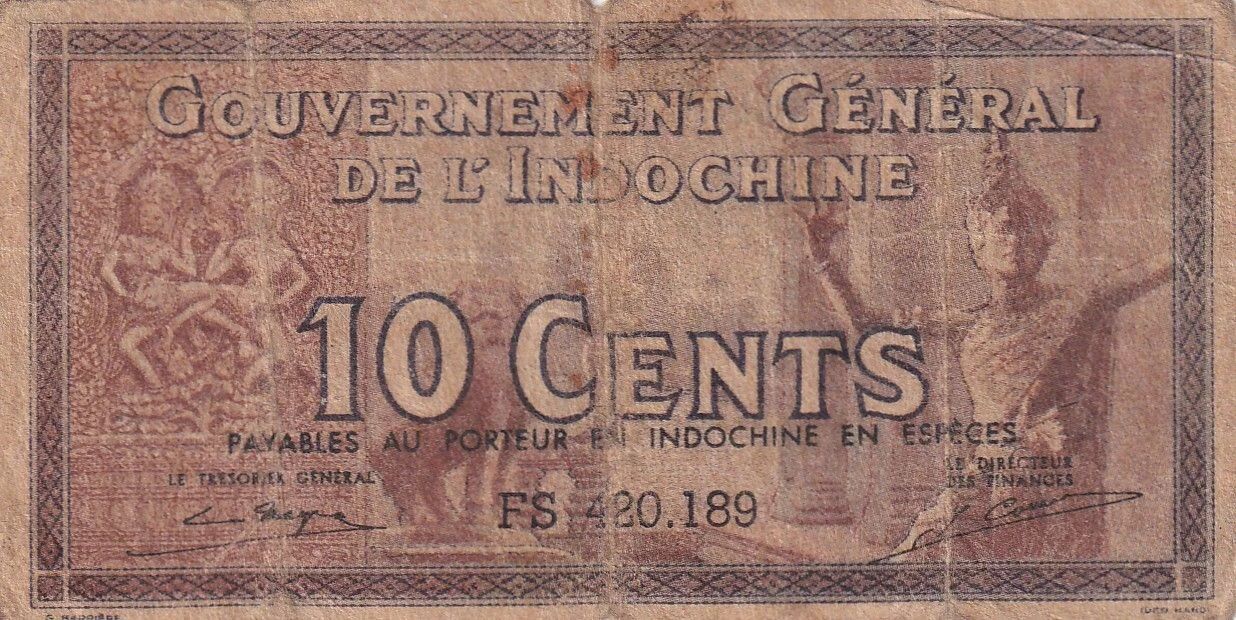 GOUVERNEMENT GÉNÉRAL
DE L'INDOCHINE
10 CENTS
PAYABLES AU PORTEUR EN INDOCHINE EN ESPÈCES
LE TRÉSORIER GÉNÉRAL
LE DIRECTEUR
DES FINANCES
FS 420.189